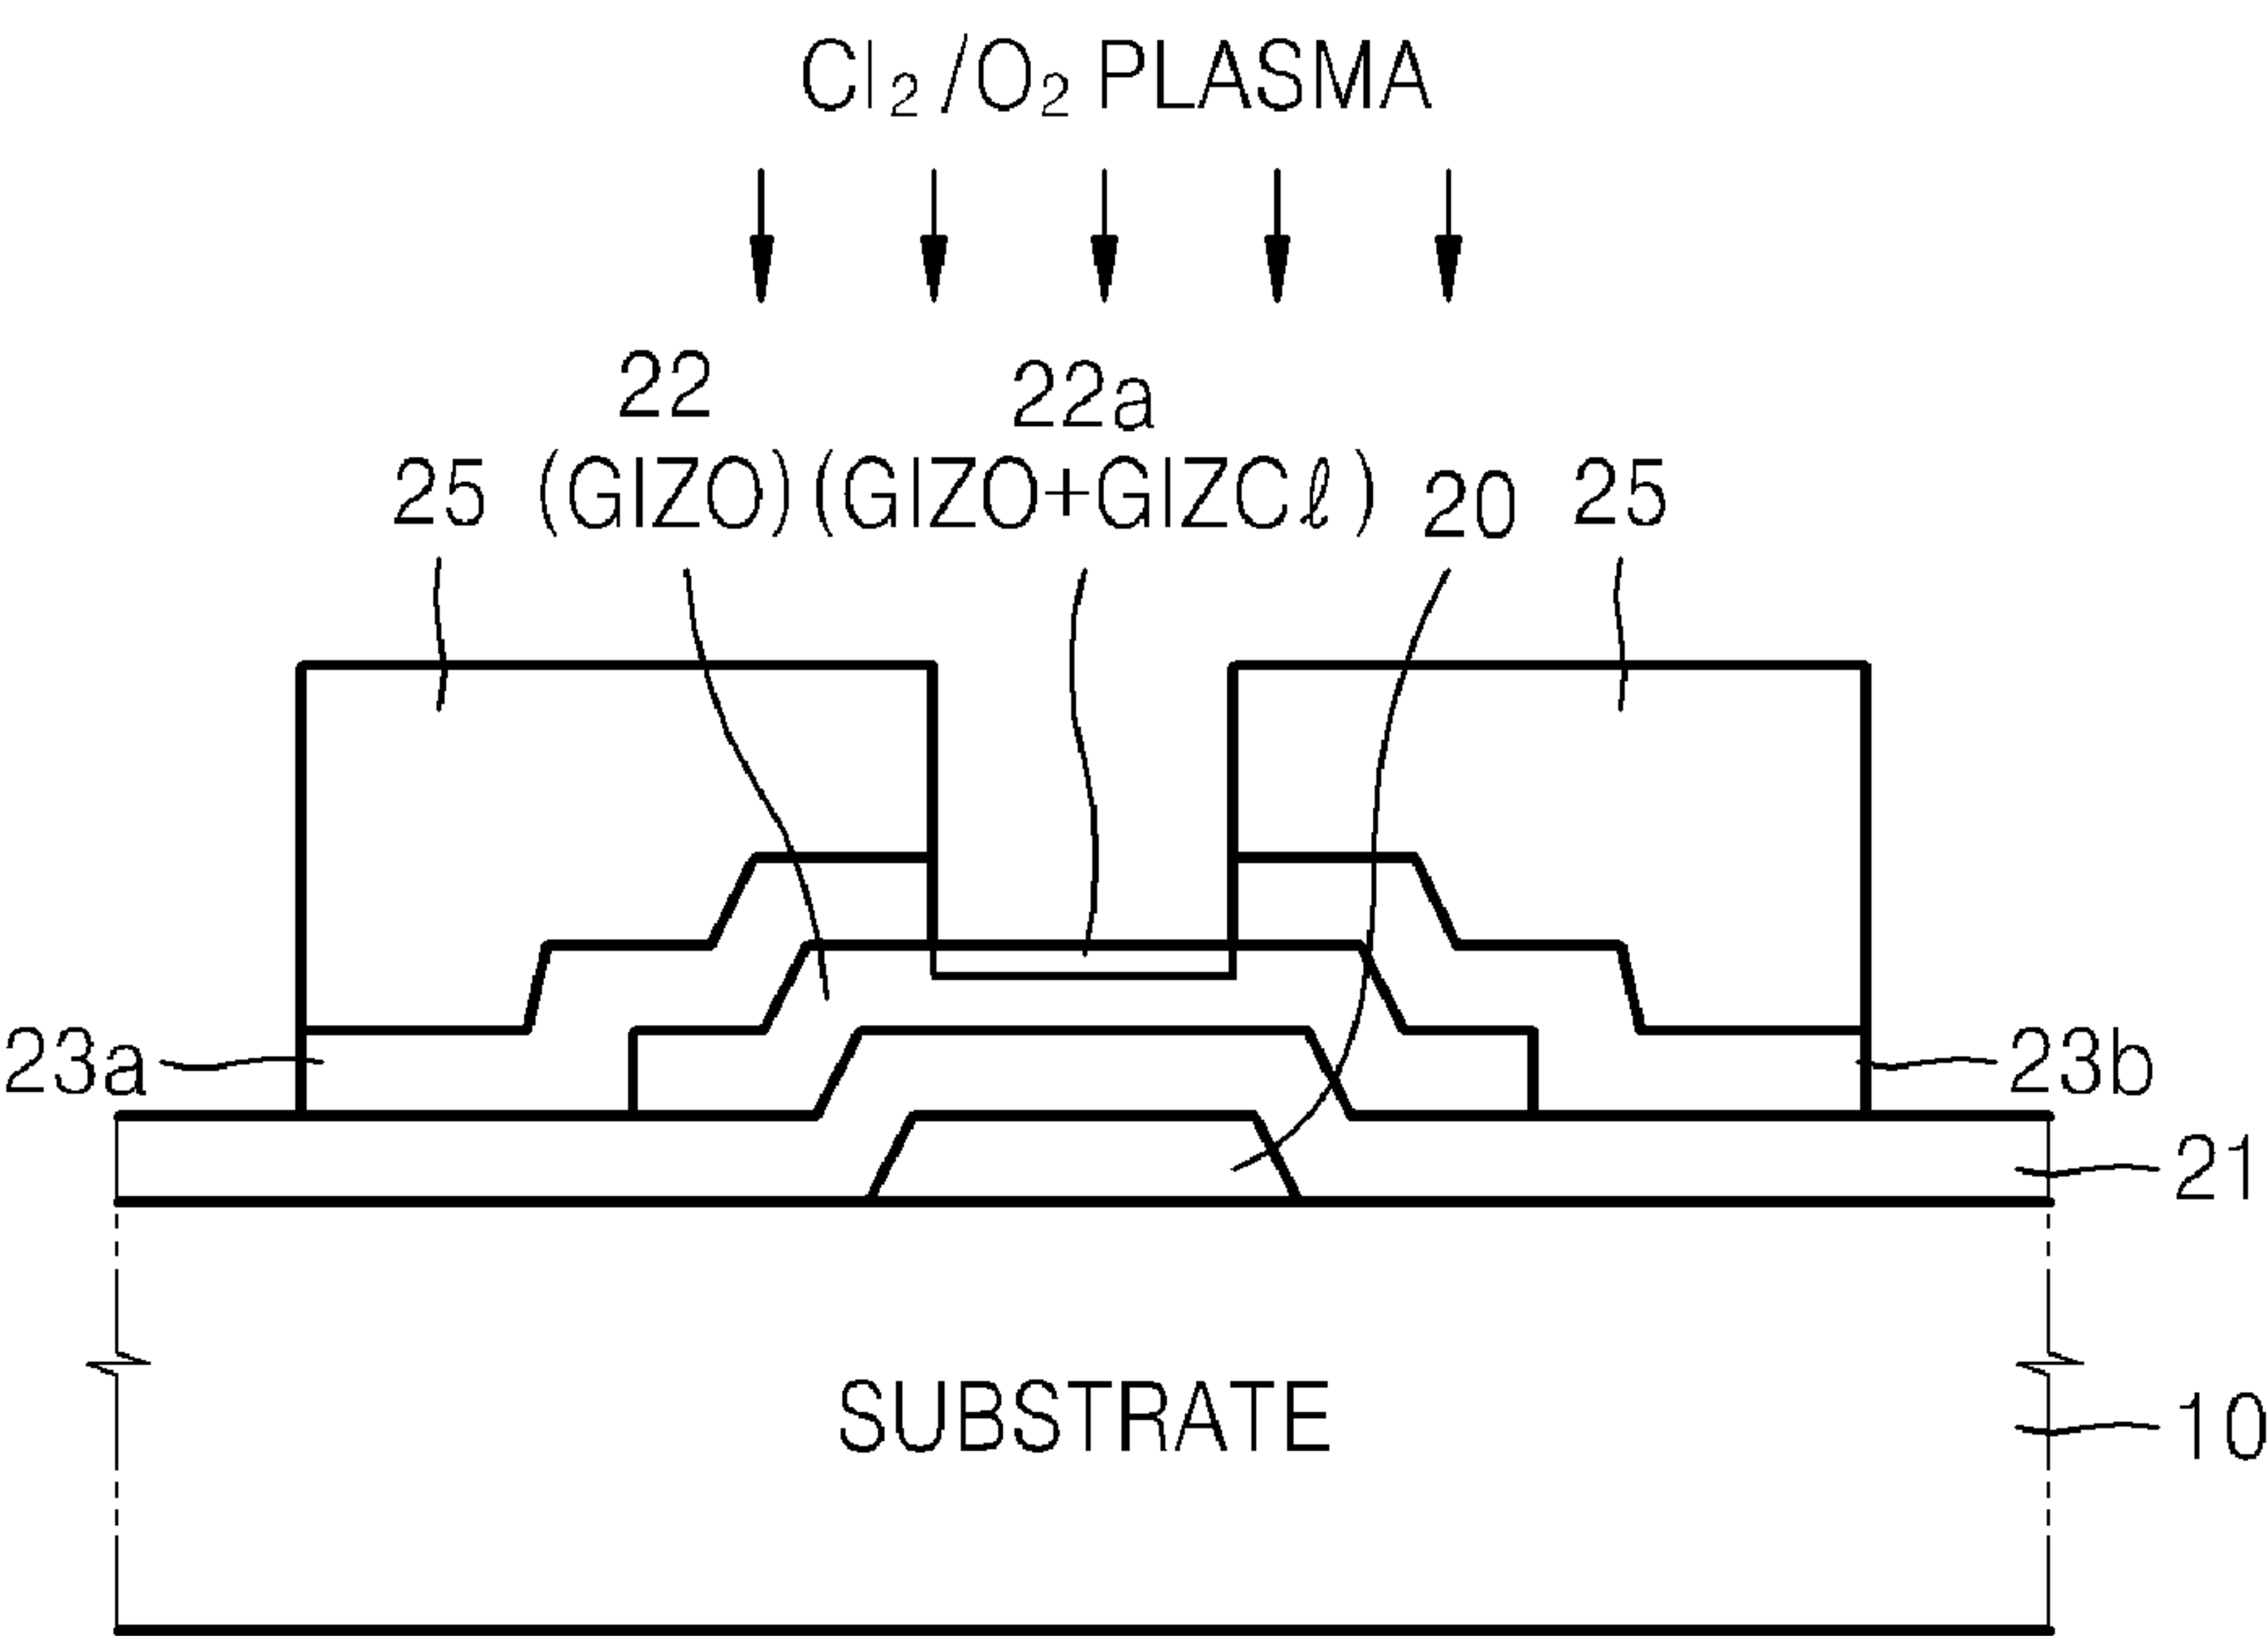 Cl₂/O₂ PLASMA
22 22a
25 (GIZO)(GIZO+GIZCℓ) 20 25
23a 23b
21
SUBSTRATE 10